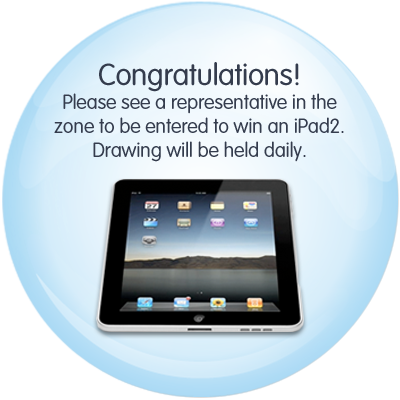 Congratulations!
Please see a representative in the
zone to be entered to win an iPad2.
Drawing will be held daily.
27